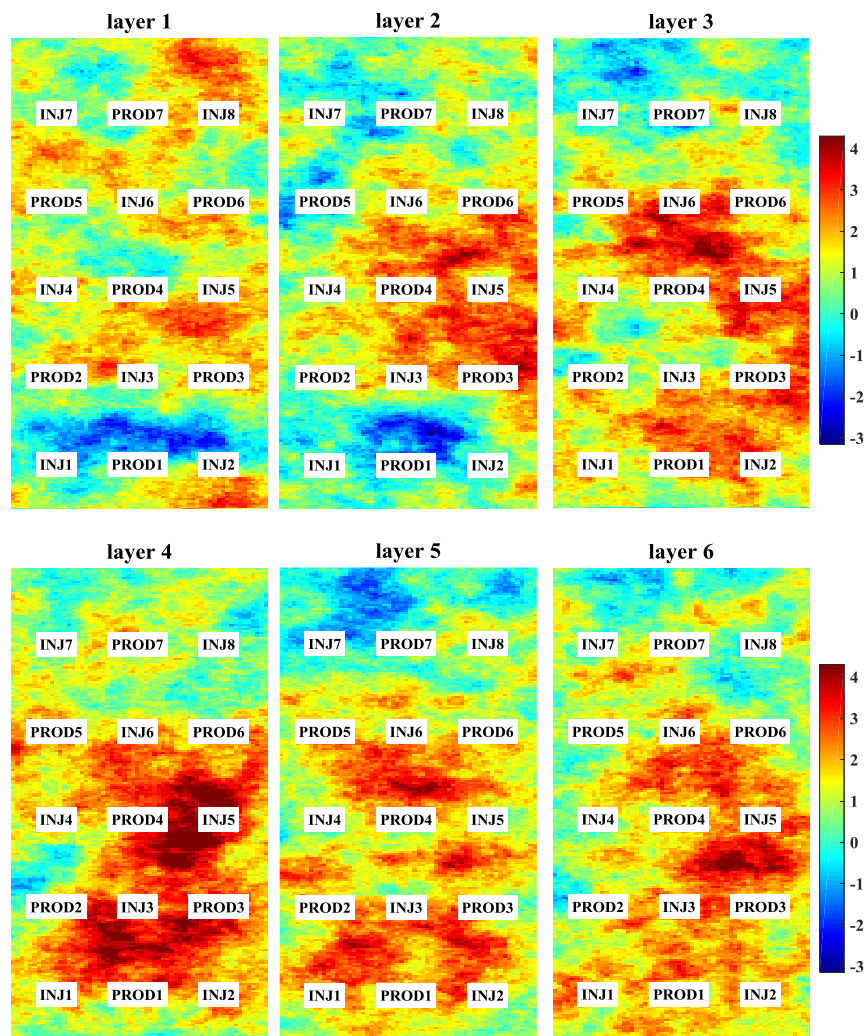 layer 1 layer 2 layer 3
INJ7 PROD7 INJ8 INJ7 PROD7 INJ8 INJ7 PROD7 INJ8
PROD5 INJ6 PROD6 PROD5 INJ6 PROD6 PROD5 INJ6 PROD6
INJ4 PROD4 INJ5 INJ4 PROD4 INJ5 INJ4 PROD4 INJ5
PROD2 INJ3 PROD3 PROD2 INJ3 PROD3 PROD2 INJ3 PROD3
INJ1 PROD1 INJ2 INJ1 PROD1 INJ2 INJ1 PROD1 INJ2
4
3
2
1
0
-1
-2
-3
layer 4 layer 5 layer 6
INJ7 PROD7 INJ8 INJ7 PROD7 INJ8 INJ7 PROD7 INJ8
PROD5 INJ6 PROD6 PROD5 INJ6 PROD6 PROD5 INJ6 PROD6
INJ4 PROD4 INJ5 INJ4 PROD4 INJ5 INJ4 PROD4 INJ5
PROD2 INJ3 PROD3 PROD2 INJ3 PROD3 PROD2 INJ3 PROD3
INJ1 PROD1 INJ2 INJ1 PROD1 INJ2 INJ1 PROD1 INJ2
4
3
2
1
0
-1
-2
-3